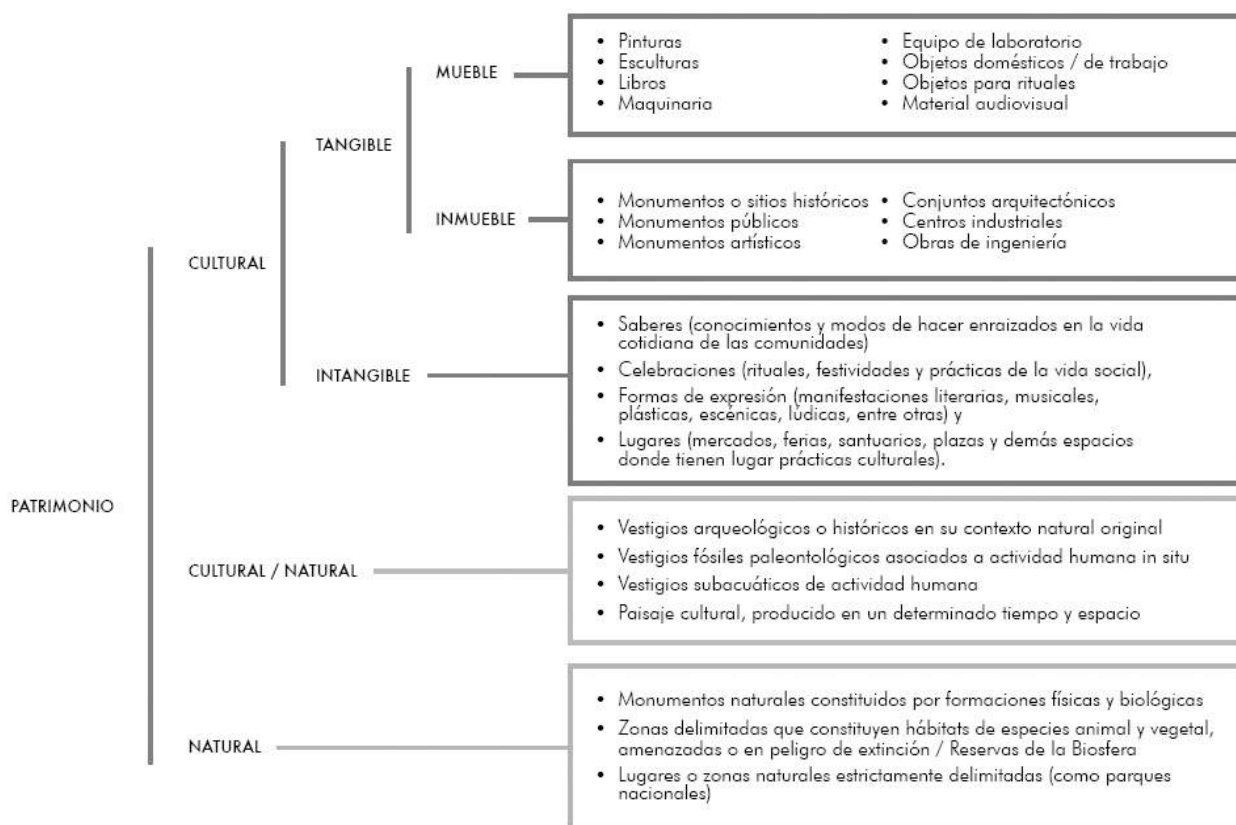 PATRIMONIO
CULTURAL
TANGIBLE
MUEBLE
• Pinturas
• Esculturas
• Libros
• Maquinaria
• Equipo de laboratorio
• Objetos domésticos / de trabajo
• Objetos para rituales
• Material audiovisual
INMUEBLE
• Monumentos o sitios históricos
• Monumentos públicos
• Monumentos artísticos
• Conjuntos arquitectónicos
• Centros industriales
• Obras de ingeniería
INTANGIBLE
• Saberes (conocimientos y modos de hacer enraizados en la vida
cotidiana de las comunidades)
• Celebraciones (rituales, festividades y prácticas de la vida social),
• Formas de expresión (manifestaciones literarias, musicales,
plásticas, escénicas, lúdicas, entre otras) y
• Lugares (mercados, ferias, santuarios, plazas y demás espacios
donde tienen lugar prácticas culturales).
CULTURAL / NATURAL
• Vestigios arqueológicos o históricos en su contexto natural original
• Vestigios fósiles paleontológicos asociados a actividad humana in situ
• Vestigios subacuáticos de actividad humana
• Paisaje cultural, producido en un determinado tiempo y espacio
NATURAL
• Monumentos naturales constituidos por formaciones físicas y biológicas
• Zonas delimitadas que constituyen hábitats de especies animal y vegetal,
amenazadas o en peligro de extinción / Reservas de la Biosfera
• Lugares o zonas naturales estrictamente delimitadas (como parques
nacionales)